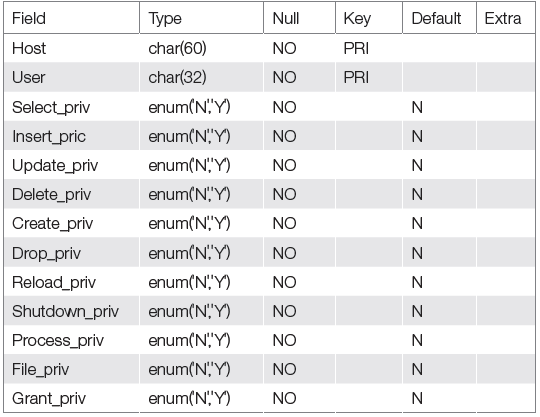 Field Type Null Key Default Extra
Host char(60) NO PRI
User char(32) NO PRI
Select_priv enum('N','Y') NO N
Insert_pric enum('N','Y') NO N
Update_priv enum('N','Y') NO N
Delete_priv enum('N','Y') NO N
Create_priv enum('N','Y') NO N
Drop_priv enum('N','Y') NO N
Reload_priv enum('N','Y') NO N
Shutdown_priv enum('N','Y') NO N
Process_priv enum('N','Y') NO N
File_priv enum('N','Y') NO N
Grant_priv enum('N','Y') NO N